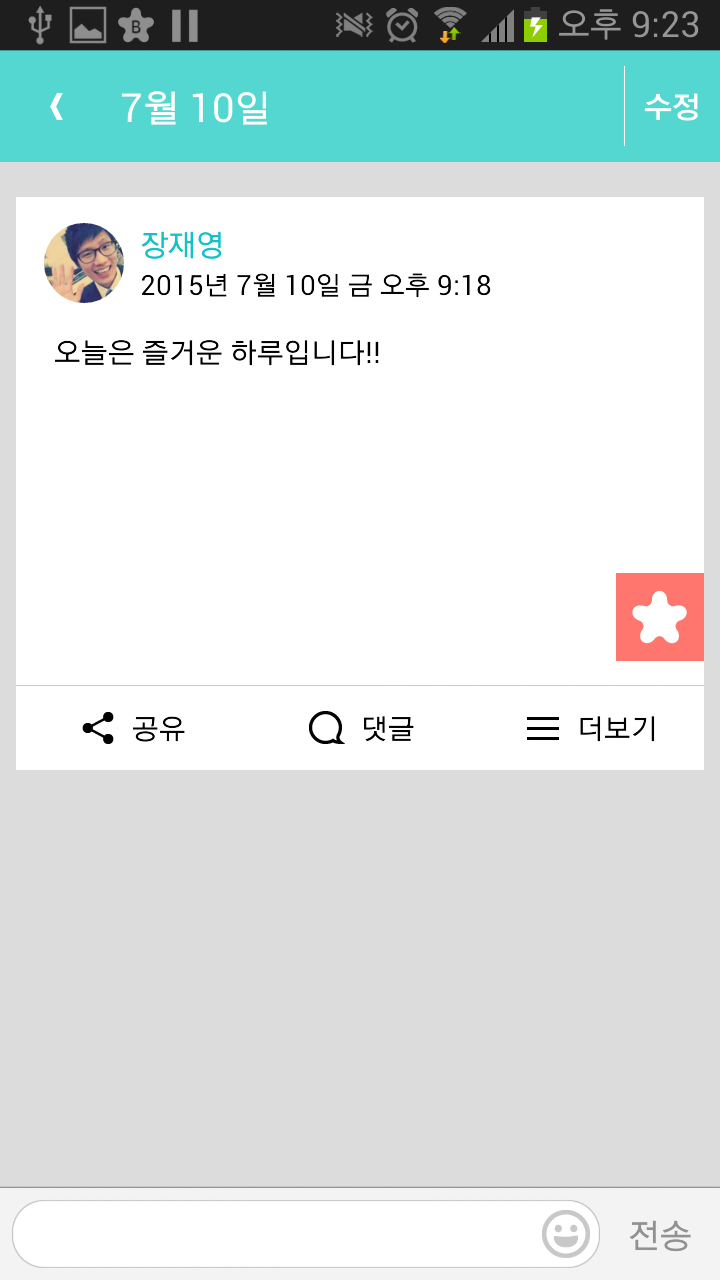 오후 9:23
7월 10일
수정
장재영
2015년 7월 10일 금 오후 9:18
오늘은 즐거운 하루입니다!!
공유
댓글
더보기
전송